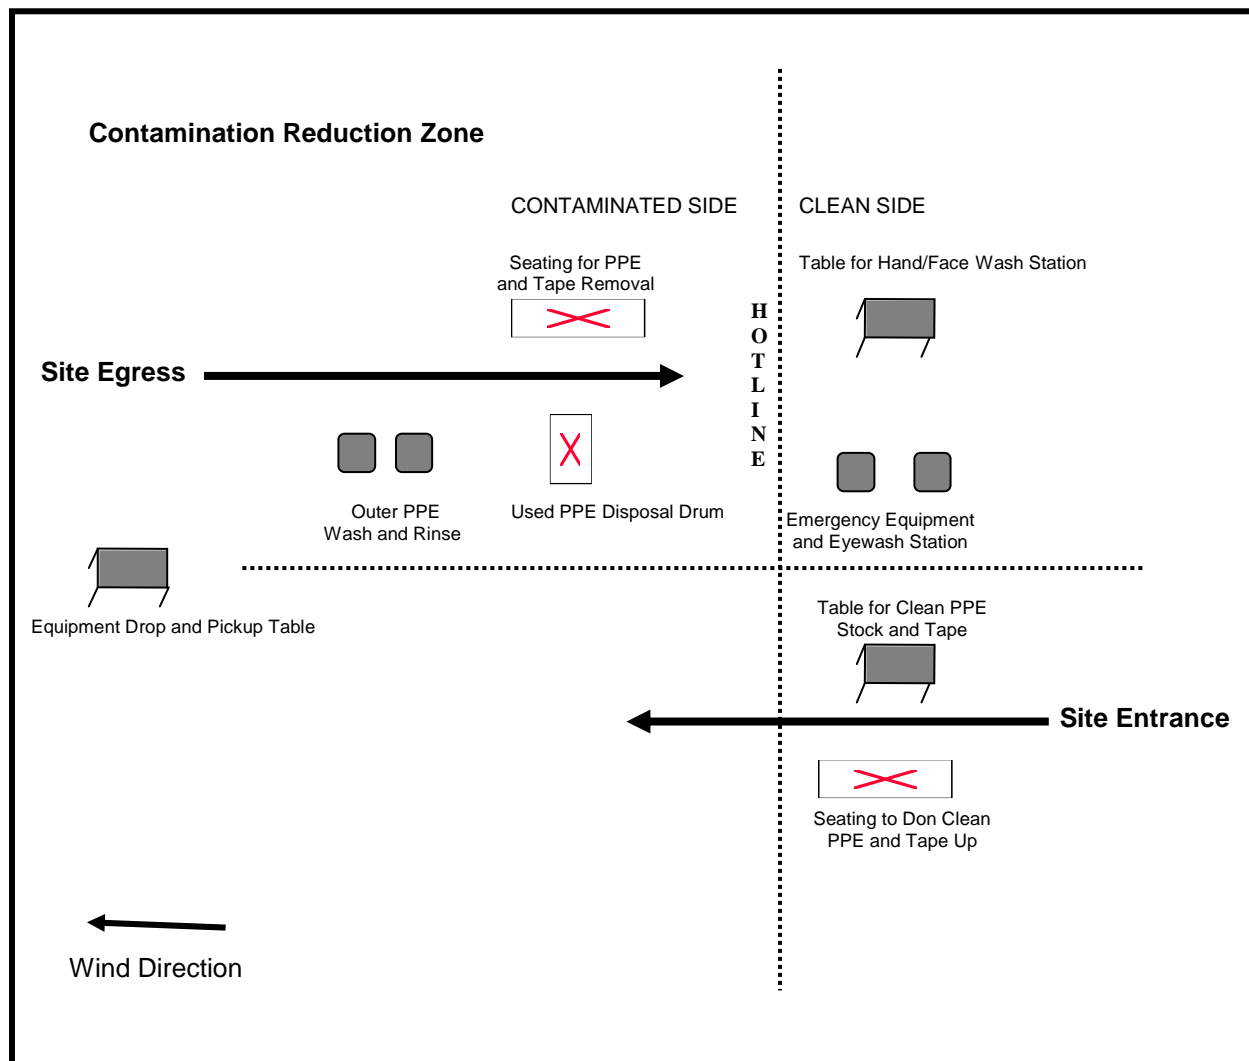 Contamination Reduction Zone
CONTAMINATED SIDE
CLEAN SIDE
Seating for PPE
and Tape Removal
Table for Hand/Face Wash Station
HOTLINE
Site Egress
Outer PPE
Wash and Rinse
Used PPE Disposal Drum
Emergency Equipment
and Eyewash Station
Equipment Drop and Pickup Table
Table for Clean PPE
Stock and Tape
Site Entrance
Seating to Don Clean
PPE and Tape Up
Wind Direction